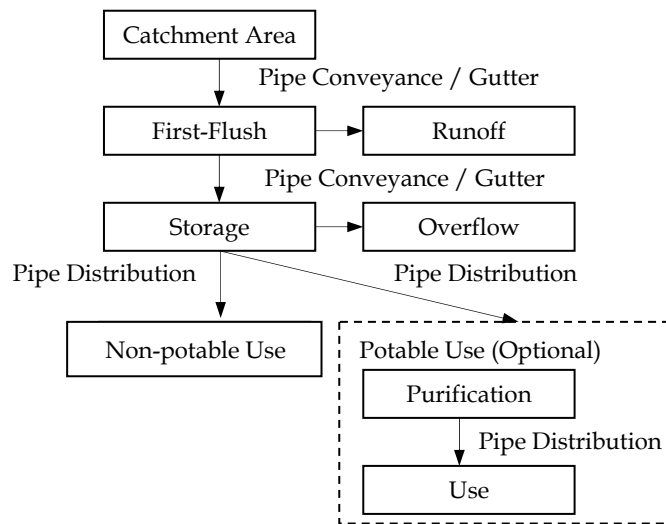 Catchment Area
Pipe Conveyance / Gutter
First-Flush
Runoff
Pipe Conveyance / Gutter
Storage
Overflow
Pipe Distribution
Pipe Distribution
Non-potable Use
Potable Use (Optional)
Purification
Pipe Distribution
Use